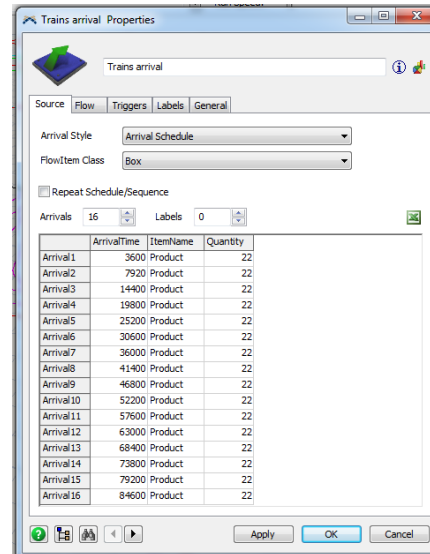 Trains arrival Properties
Trains arrival
Source Flow Triggers Labels General
Arrival Style Arrival Schedule
FlowItem Class Box
Repeat Schedule/Sequence
Arrivals 16 Labels 0
ArrivalTime ItemName Quantity
Arrival1 3600 Product 22
Arrival2 7920 Product 22
Arrival3 14400 Product 22
Arrival4 19800 Product 22
Arrival5 25200 Product 22
Arrival6 30600 Product 22
Arrival7 36000 Product 22
Arrival8 41400 Product 22
Arrival9 46800 Product 22
Arrival10 52200 Product 22
Arrival11 57600 Product 22
Arrival12 63000 Product 22
Arrival13 68400 Product 22
Arrival14 73800 Product 22
Arrival15 79200 Product 22
Arrival16 84600 Product 22
Apply OK Cancel